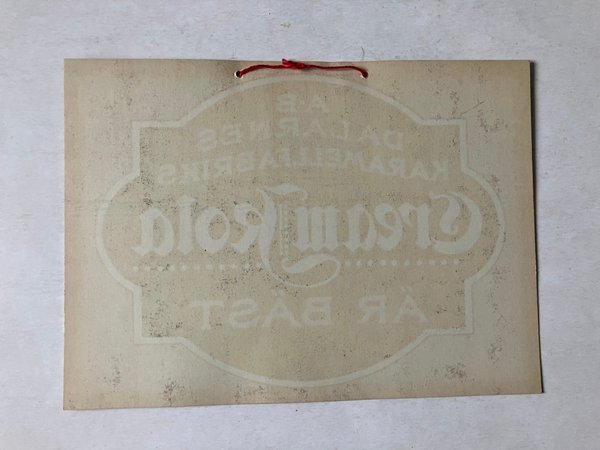 A.B.
DALARNES
KARAMELLFABRIKS
Cream Kola
ÄR BÄST